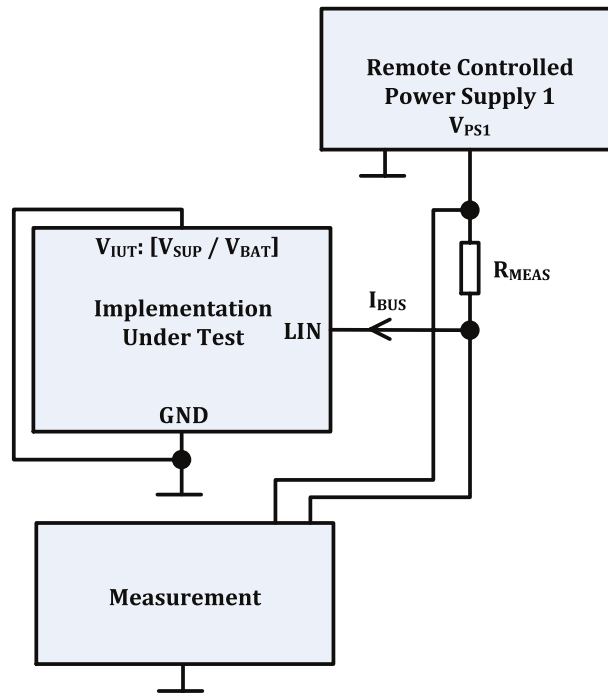 Remote Controlled
Power Supply 1
VPS1
VIUT: [VSUP / VBAT]
Implementation
Under Test
LIN
GND
IBUS
RMEAS
Measurement